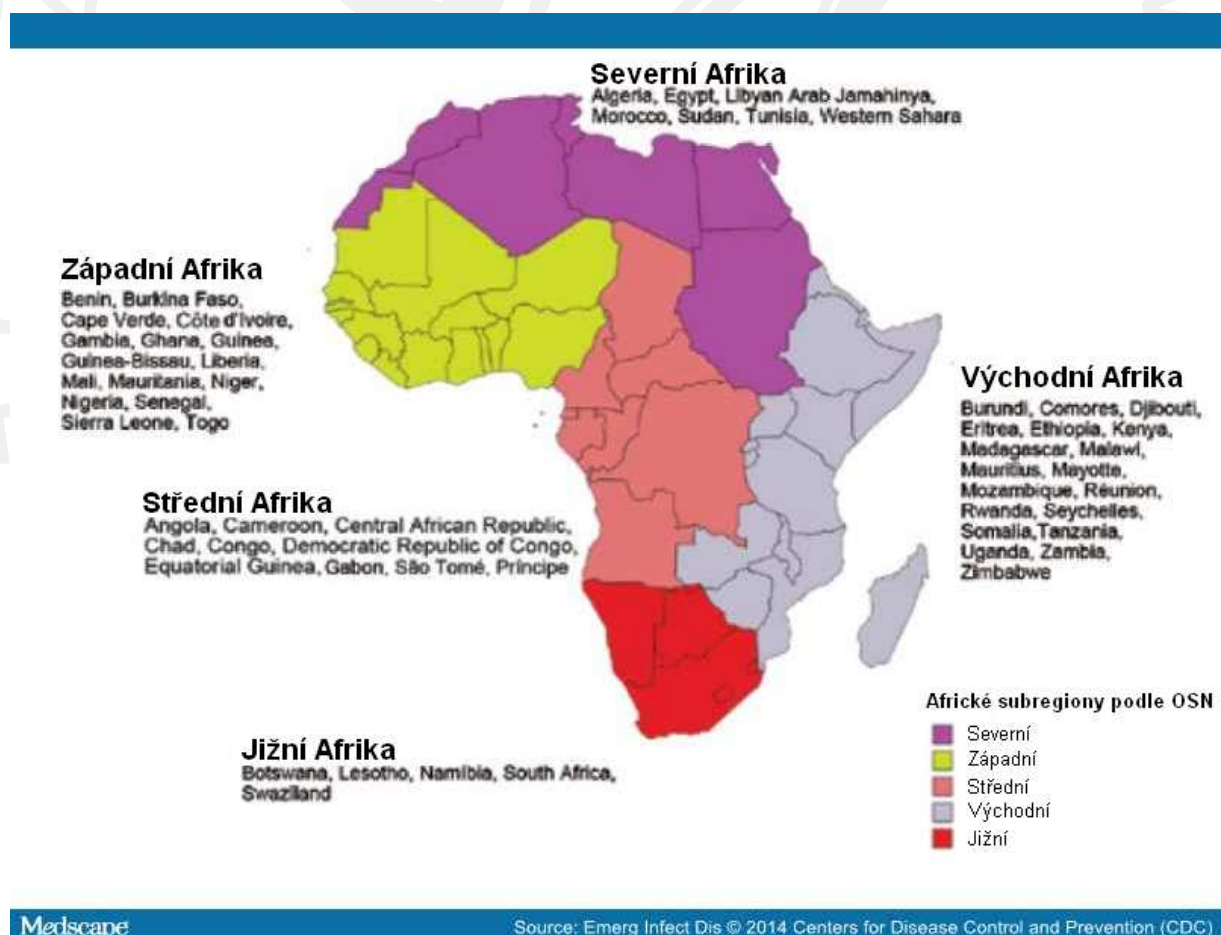 Severní Afrika
Algeria, Egypt, Libyan Arab Jamahiriya,
Morocco, Sudan, Tunisia, Western Sahara
Západní Afrika
Benin, Burkina Faso,
Cape Verde, Côte d'Ivoire,
Gambia, Ghana, Guinea,
Guinea-Bissau, Liberia,
Mali, Mauritania, Niger,
Nigeria, Senegal,
Sierra Leone, Togo
Východní Afrika
Burundi, Comores, Djibouti,
Eritrea, Ethiopia, Kenya,
Madagascar, Malawi,
Mauritius, Mayotte,
Mozambique, Réunion,
Rwanda, Seychelles,
Somalia,Tanzania,
Uganda, Zambia,
Zimbabwe
Střední Afrika
Angola, Cameroon, Central African Republic,
Chad, Congo, Democratic Republic of Congo,
Equatorial Guinea, Gabon, São Tomé, Príncipe
Jižní Afrika
Botswana, Lesotho, Namibia, South Africa,
Swaziland
Africké subregiony podle OSN
Severní
Západní
Střední
Východní
Jižní
Medscape
Source: Emerg Infect Dis © 2014 Centers for Disease Control and Prevention (CDC)